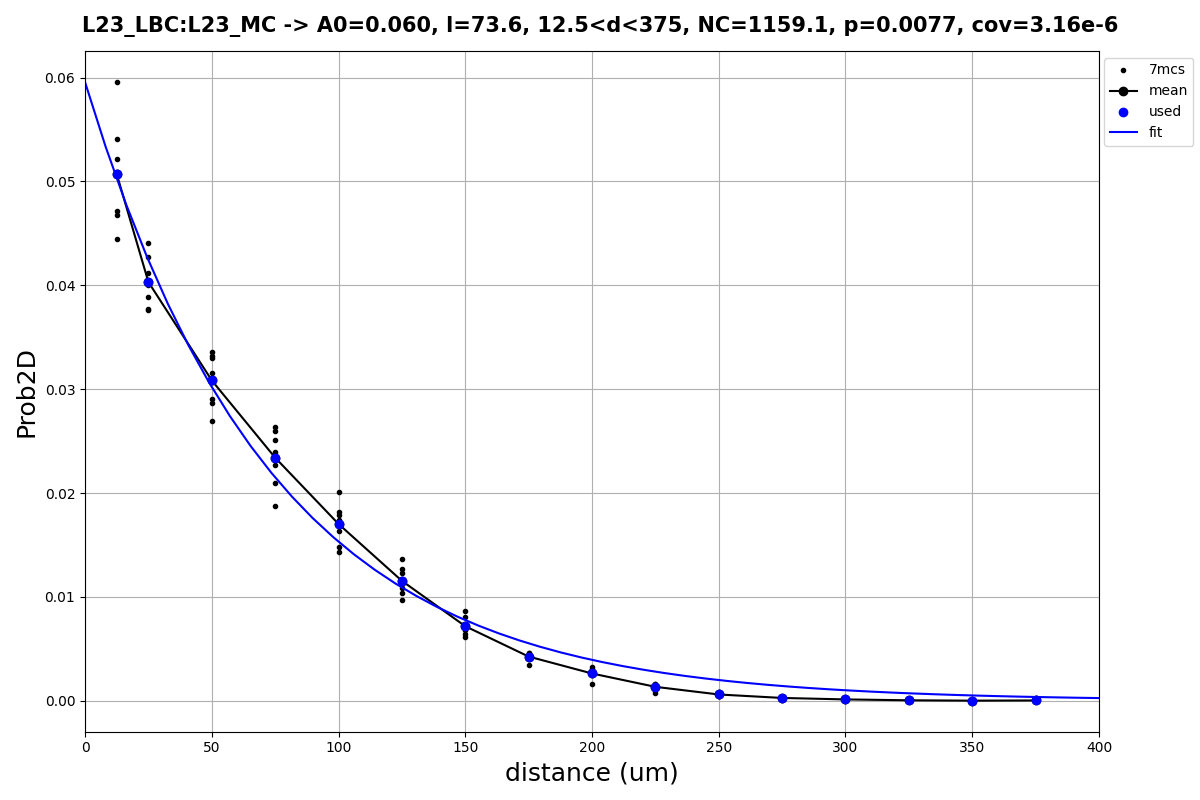 L23_LBC:L23_MC -> A0=0.060, l=73.6, 12.5<d<375, NC=1159.1, p=0.0077, cov=3.16e-6
7mcs
mean
used
fit
Prob2D
0.06
0.05
0.04
0.03
0.02
0.01
0.00
0 50 100 150 200 250 300 350 400
distance (um)